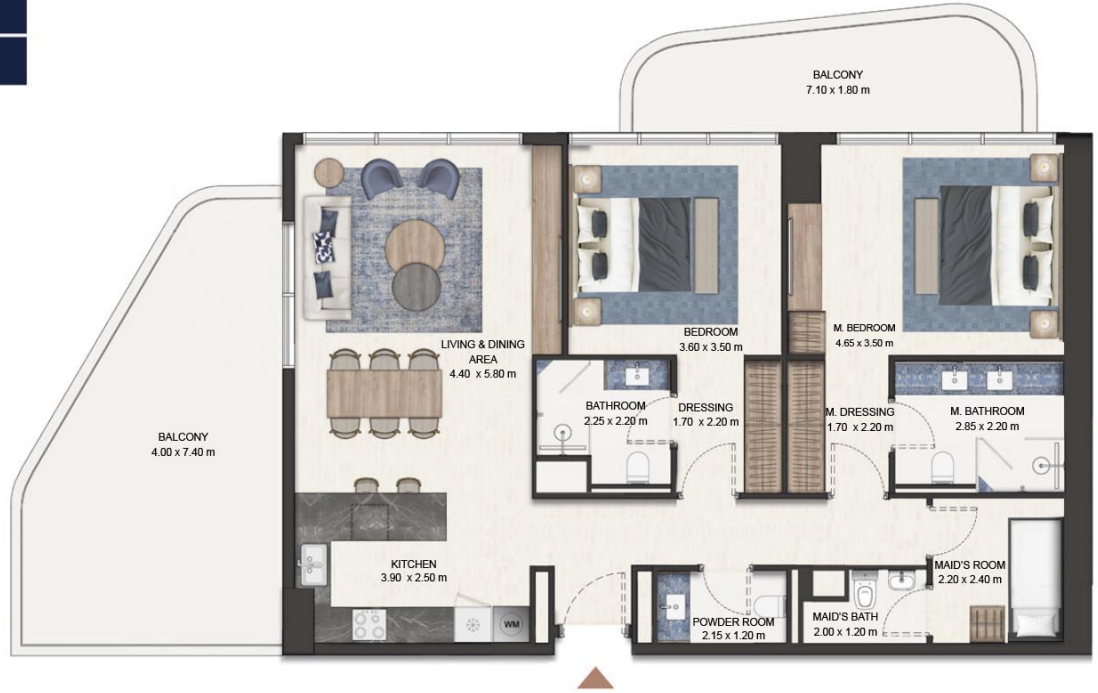 BALCONY
7.10 x 1.80 m
LIVING & DINING
AREA
4.40 x 5.80 m
BEDROOM
3.60 x 3.50 m
M. BEDROOM
4.65 x 3.50 m
BATHROOM
2.25 x 2.20 m
DRESSING
1.70 x 2.20 m
M. DRESSING
1.70 x 2.20 m
M. BATHROOM
2.85 x 2.20 m
BALCONY
4.00 x 7.40 m
KITCHEN
3.90 x 2.50 m
WM
POWDER ROOM
2.15 x 1.20 m
MAID'S BATH
2.00 x 1.20 m
MAID'S ROOM
2.20 x 2.40 m